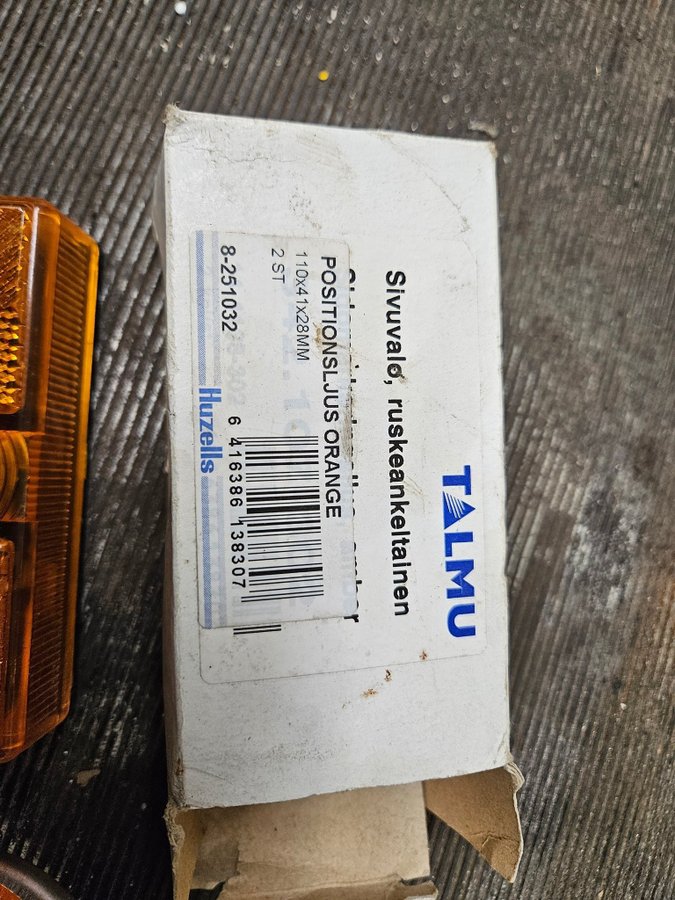 TALMU
Sivuvalo, ruskeankeltainen
POSITIONSLJUS ORANGE
110x41x28MM
2 ST
8-251032
Huzells
6 416386 138307